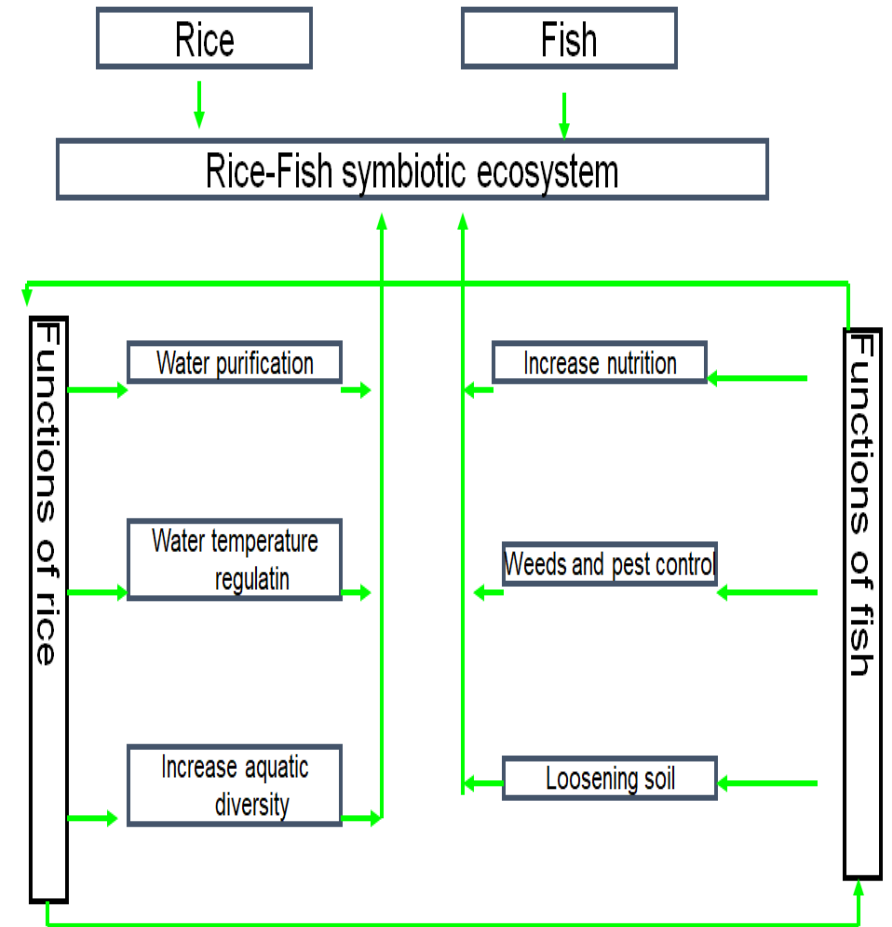 Rice
Fish
Rice-Fish symbiotic ecosystem
Functions of rice
Water purification
Water temperature
regulatin
Increase aquatic
diversity
Increase nutrition
Weeds and pest control
Loosening soil
Functions of fish